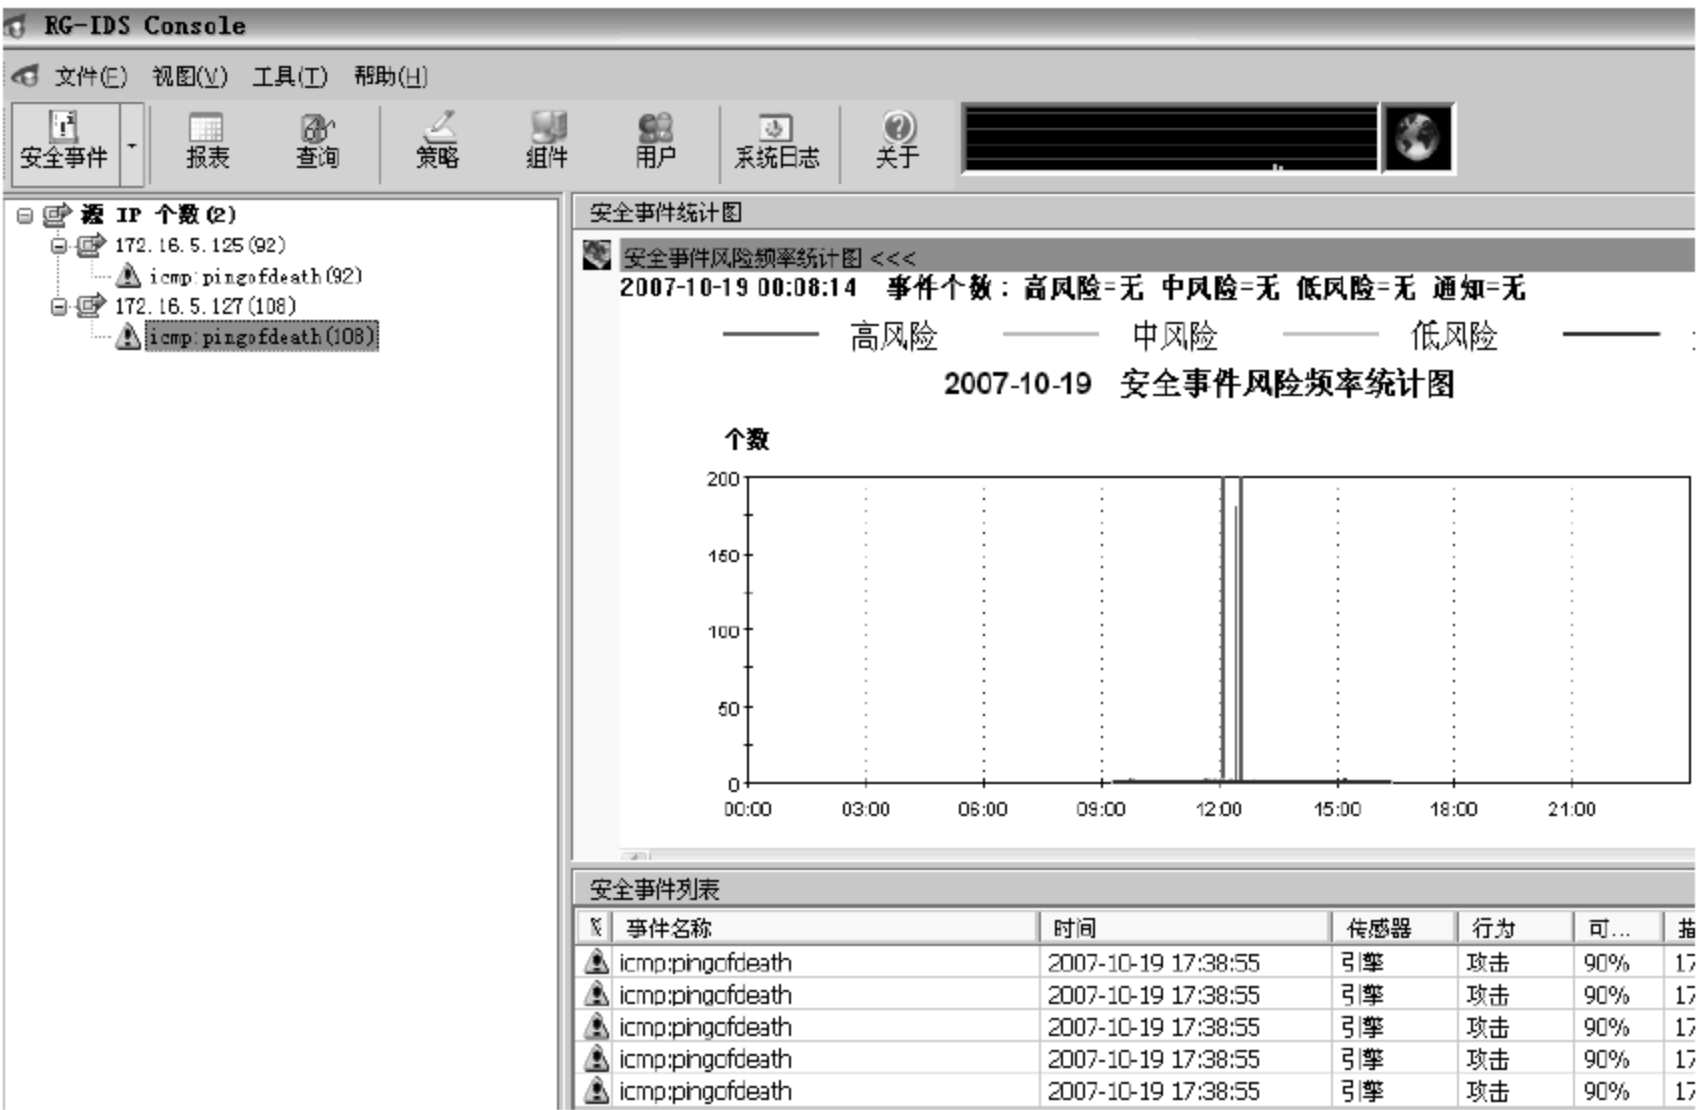 RG-IDS Console
文件(F) 视图(V) 工具(T) 帮助(H)
安全事件 报表 查询 策略 组件 用户 系统日志 关于
源 IP 个数(2)
172.16.5.125(92)
icmp:pingofdeath(92)
172.16.5.127(108)
icmp:pingofdeath(108)
安全事件统计图
安全事件风险频率统计图 <<<
2007-10-19 00:08:14 事件个数：高风险=无 中风险=无 低风险=无 通知=无
高风险 中风险 低风险
2007-10-19 安全事件风险频率统计图
个数
200
150
100
50
0
00:00 03:00 06:00 09:00 12:00 15:00 18:00 21:00
安全事件列表
事件名称 时间 传感器 行为 可... 描
icmp:pingofdeath 2007-10-19 17:38:55 引擎 攻击 90% 17
icmp:pingofdeath 2007-10-19 17:38:55 引擎 攻击 90% 17
icmp:pingofdeath 2007-10-19 17:38:55 引擎 攻击 90% 17
icmp:pingofdeath 2007-10-19 17:38:55 引擎 攻击 90% 17
icmp:pingofdeath 2007-10-19 17:38:55 引擎 攻击 90% 17